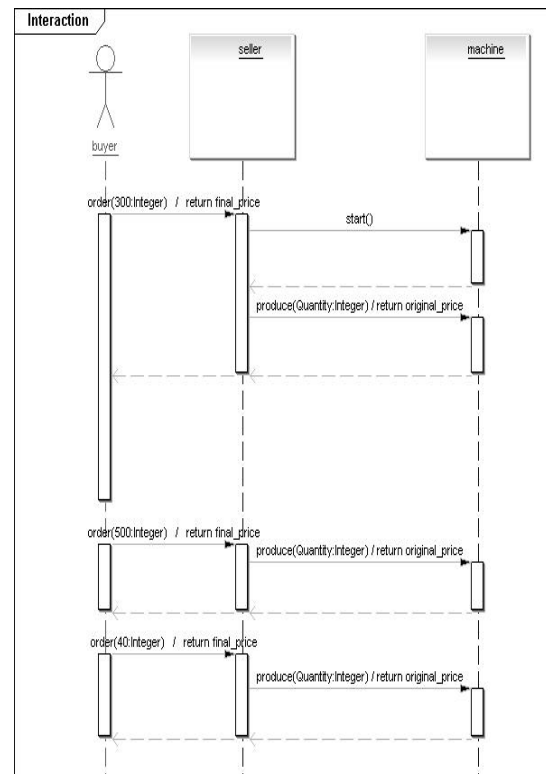 Interaction
seller
machine
buyer
order(300:Integer) / return final_price
start()
produce(Quantity:Integer) / return original_price
order(500:Integer) / return final_price
produce(Quantity:Integer) / return original_price
order(40:Integer) / return final_price
produce(Quantity:Integer) / return original_price